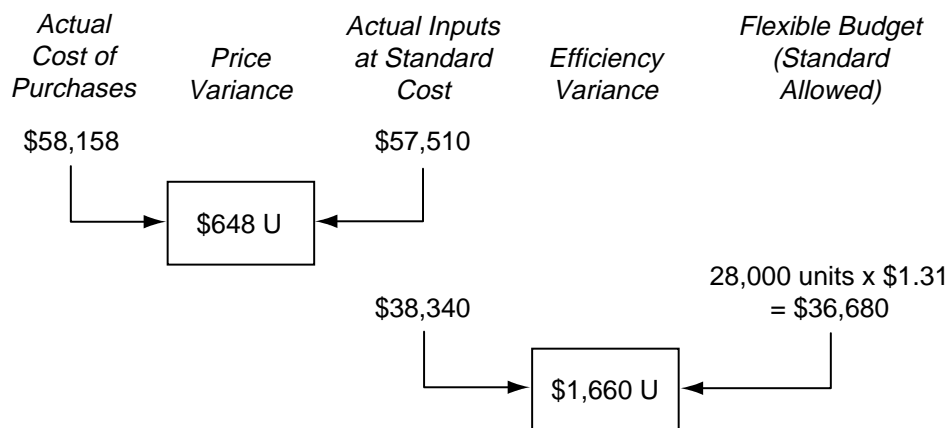 Actual
Cost of
Purchases
Price
Variance
Actual Inputs
at Standard
Cost
Efficiency
Variance
Flexible Budget
(Standard
Allowed)
$58,158
$57,510
$648 U
$38,340
28,000 units x $1.31
= $36,680
$1,660 U